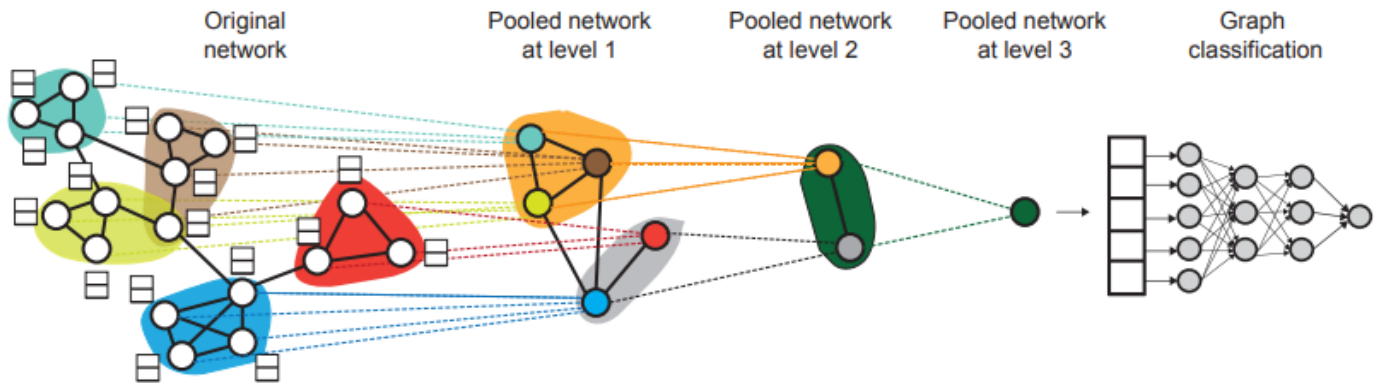 Original
network
Pooled network
at level 1
Pooled network
at level 2
Pooled network
at level 3
Graph
classification